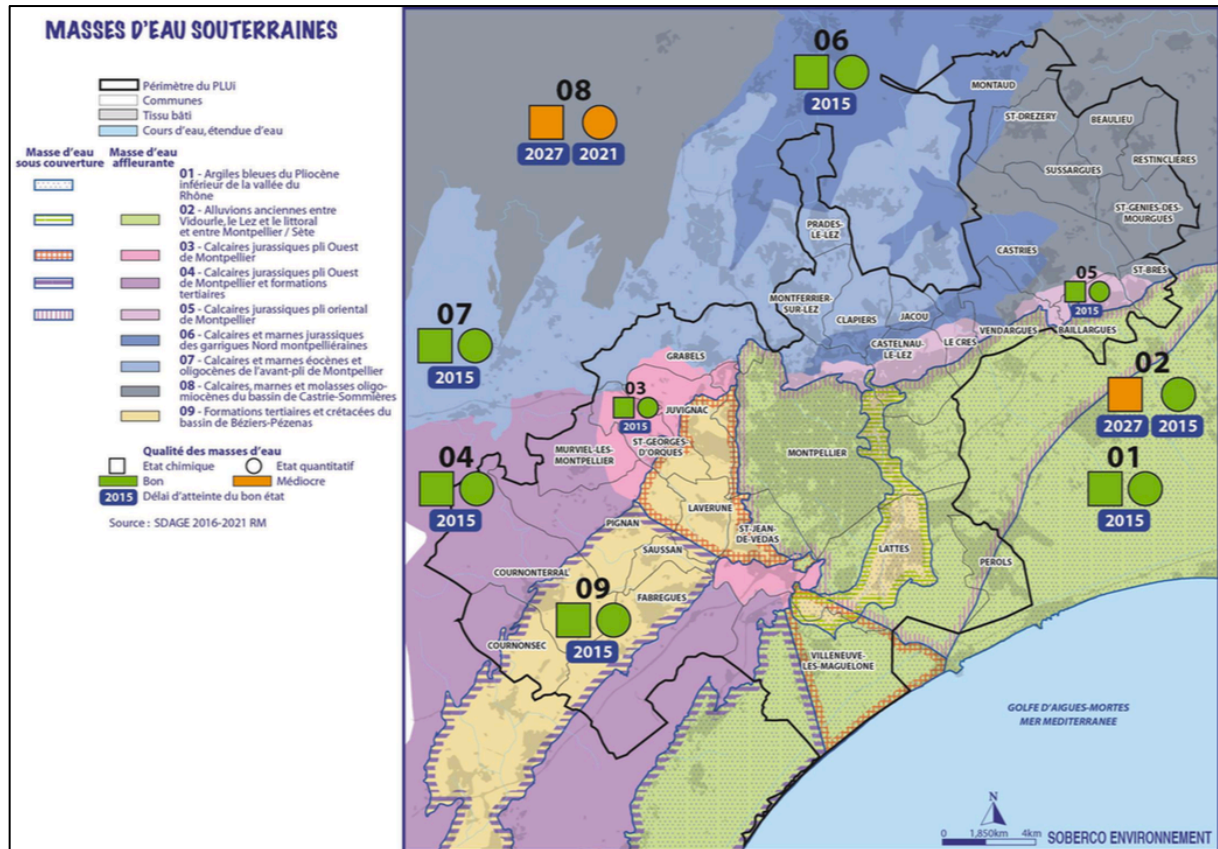 MASSES D'EAU SOUTERRAINES
Périmètre du PLUi
Communes
Tissu bâti
Cours d'eau, étendue d'eau
Masse d'eau
sous couverture
Masse d'eau
affleurante
01 - Argiles bleues du Pliocène
inférieur de la vallée du
Rhône
02 - Alluvions anciennes entre
Vidourle, le Lez et le littoral
et entre Montpellier / Sète
03 - Calcaires jurassiques pli Ouest
de Montpellier
04 - Calcaires jurassiques pli Ouest
de Montpellier et formations
tertiaires
05 - Calcaires jurassiques pli oriental
de Montpellier
06 - Calcaires et marnes jurassiques
des garrigues Nord montpelliéraines
07 - Calcaires et marnes éocènes et
oligocènes de l'avant-pli de Montpellier
08 - Calcaires, marnes et molasses oligo-
miocènes du bassin de Castrie-Sommières
09 - Formations tertiaires et crétacées du
bassin de Béziers-Pézenas
Qualité des masses d'eau
Etat chimique
Etat quantitatif
Bon
Médiocre
2015 Délai d'atteinte du bon état
Source : SDAGE 2016-2021 RM
06
2015
08
2027 2021
MONTAUD
ST-DREZERY
BEAULIEU
RESTINCLIERES
SUSSARGUES
ST-GENIES-DES-
MOURGUES
PRADES-
LE-LEZ
CASTRIES
ST-BRES
05
2015
MONTFERRIER-
SUR-LEZ
CLAPIERS
JACOU
VENDARGUES
BAILLARGUES
LE CRES
CASTELNAU-
LE-LEZ
07
2015
GRABELS
03
2015
JUVIGNAC
02
2027 2015
MURVIEL-LES-
MONTPELLIER
ST-GEORGES-
D'ORQUES
MONTPELLIER
04
2015
01
2015
LAVERUNE
PIGNAN
ST-JEAN-
DE-VEDAS
SAUSSAN
LATTES
PEROLS
COURNONTERRAL
09
2015
FABREGUES
COURNONSEC
VILLENEUVE-
LES-MAGUELONE
GOLFE D'AIGUES-MORTES
MER MEDITERRANEE
N
0 1,850km 4km
SOBERCO ENVIRONNEMENT